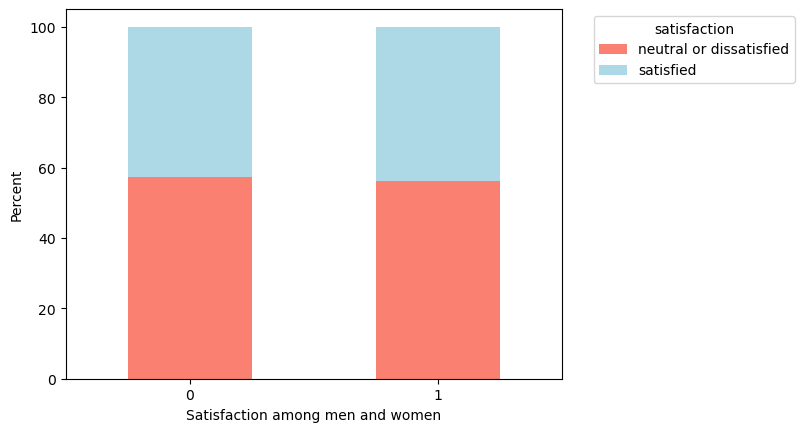 100
80
60
40
20
0
Percent
0
1
Satisfaction among men and women
satisfaction
neutral or dissatisfied
satisfied